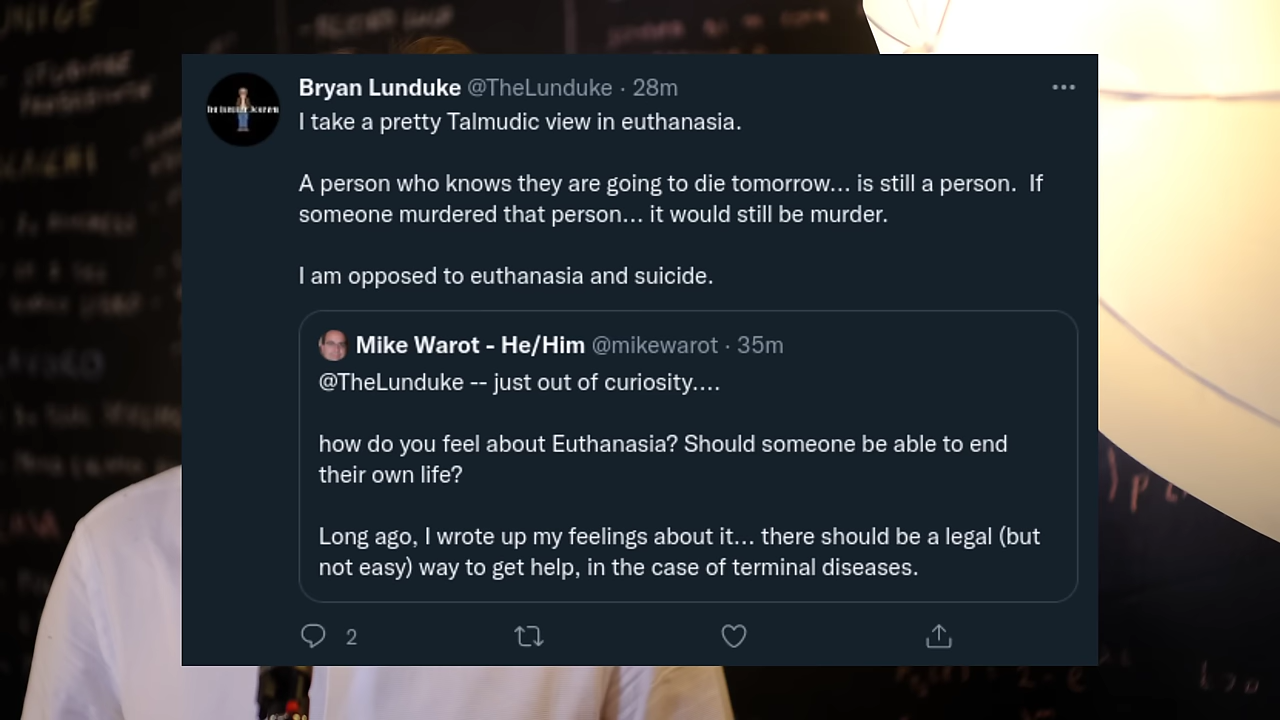 Bryan Lunduke @TheLunduke · 28m
I take a pretty Talmudic view in euthanasia.
A person who knows they are going to die tomorrow... is still a person. If
someone murdered that person... it would still be murder.
I am opposed to euthanasia and suicide.
Mike Warot - He/Him @mikewarot · 35m
@TheLunduke -- just out of curiosity....
how do you feel about Euthanasia? Should someone be able to end
their own life?
Long ago, I wrote up my feelings about it... there should be a legal (but
not easy) way to get help, in the case of terminal diseases.
2